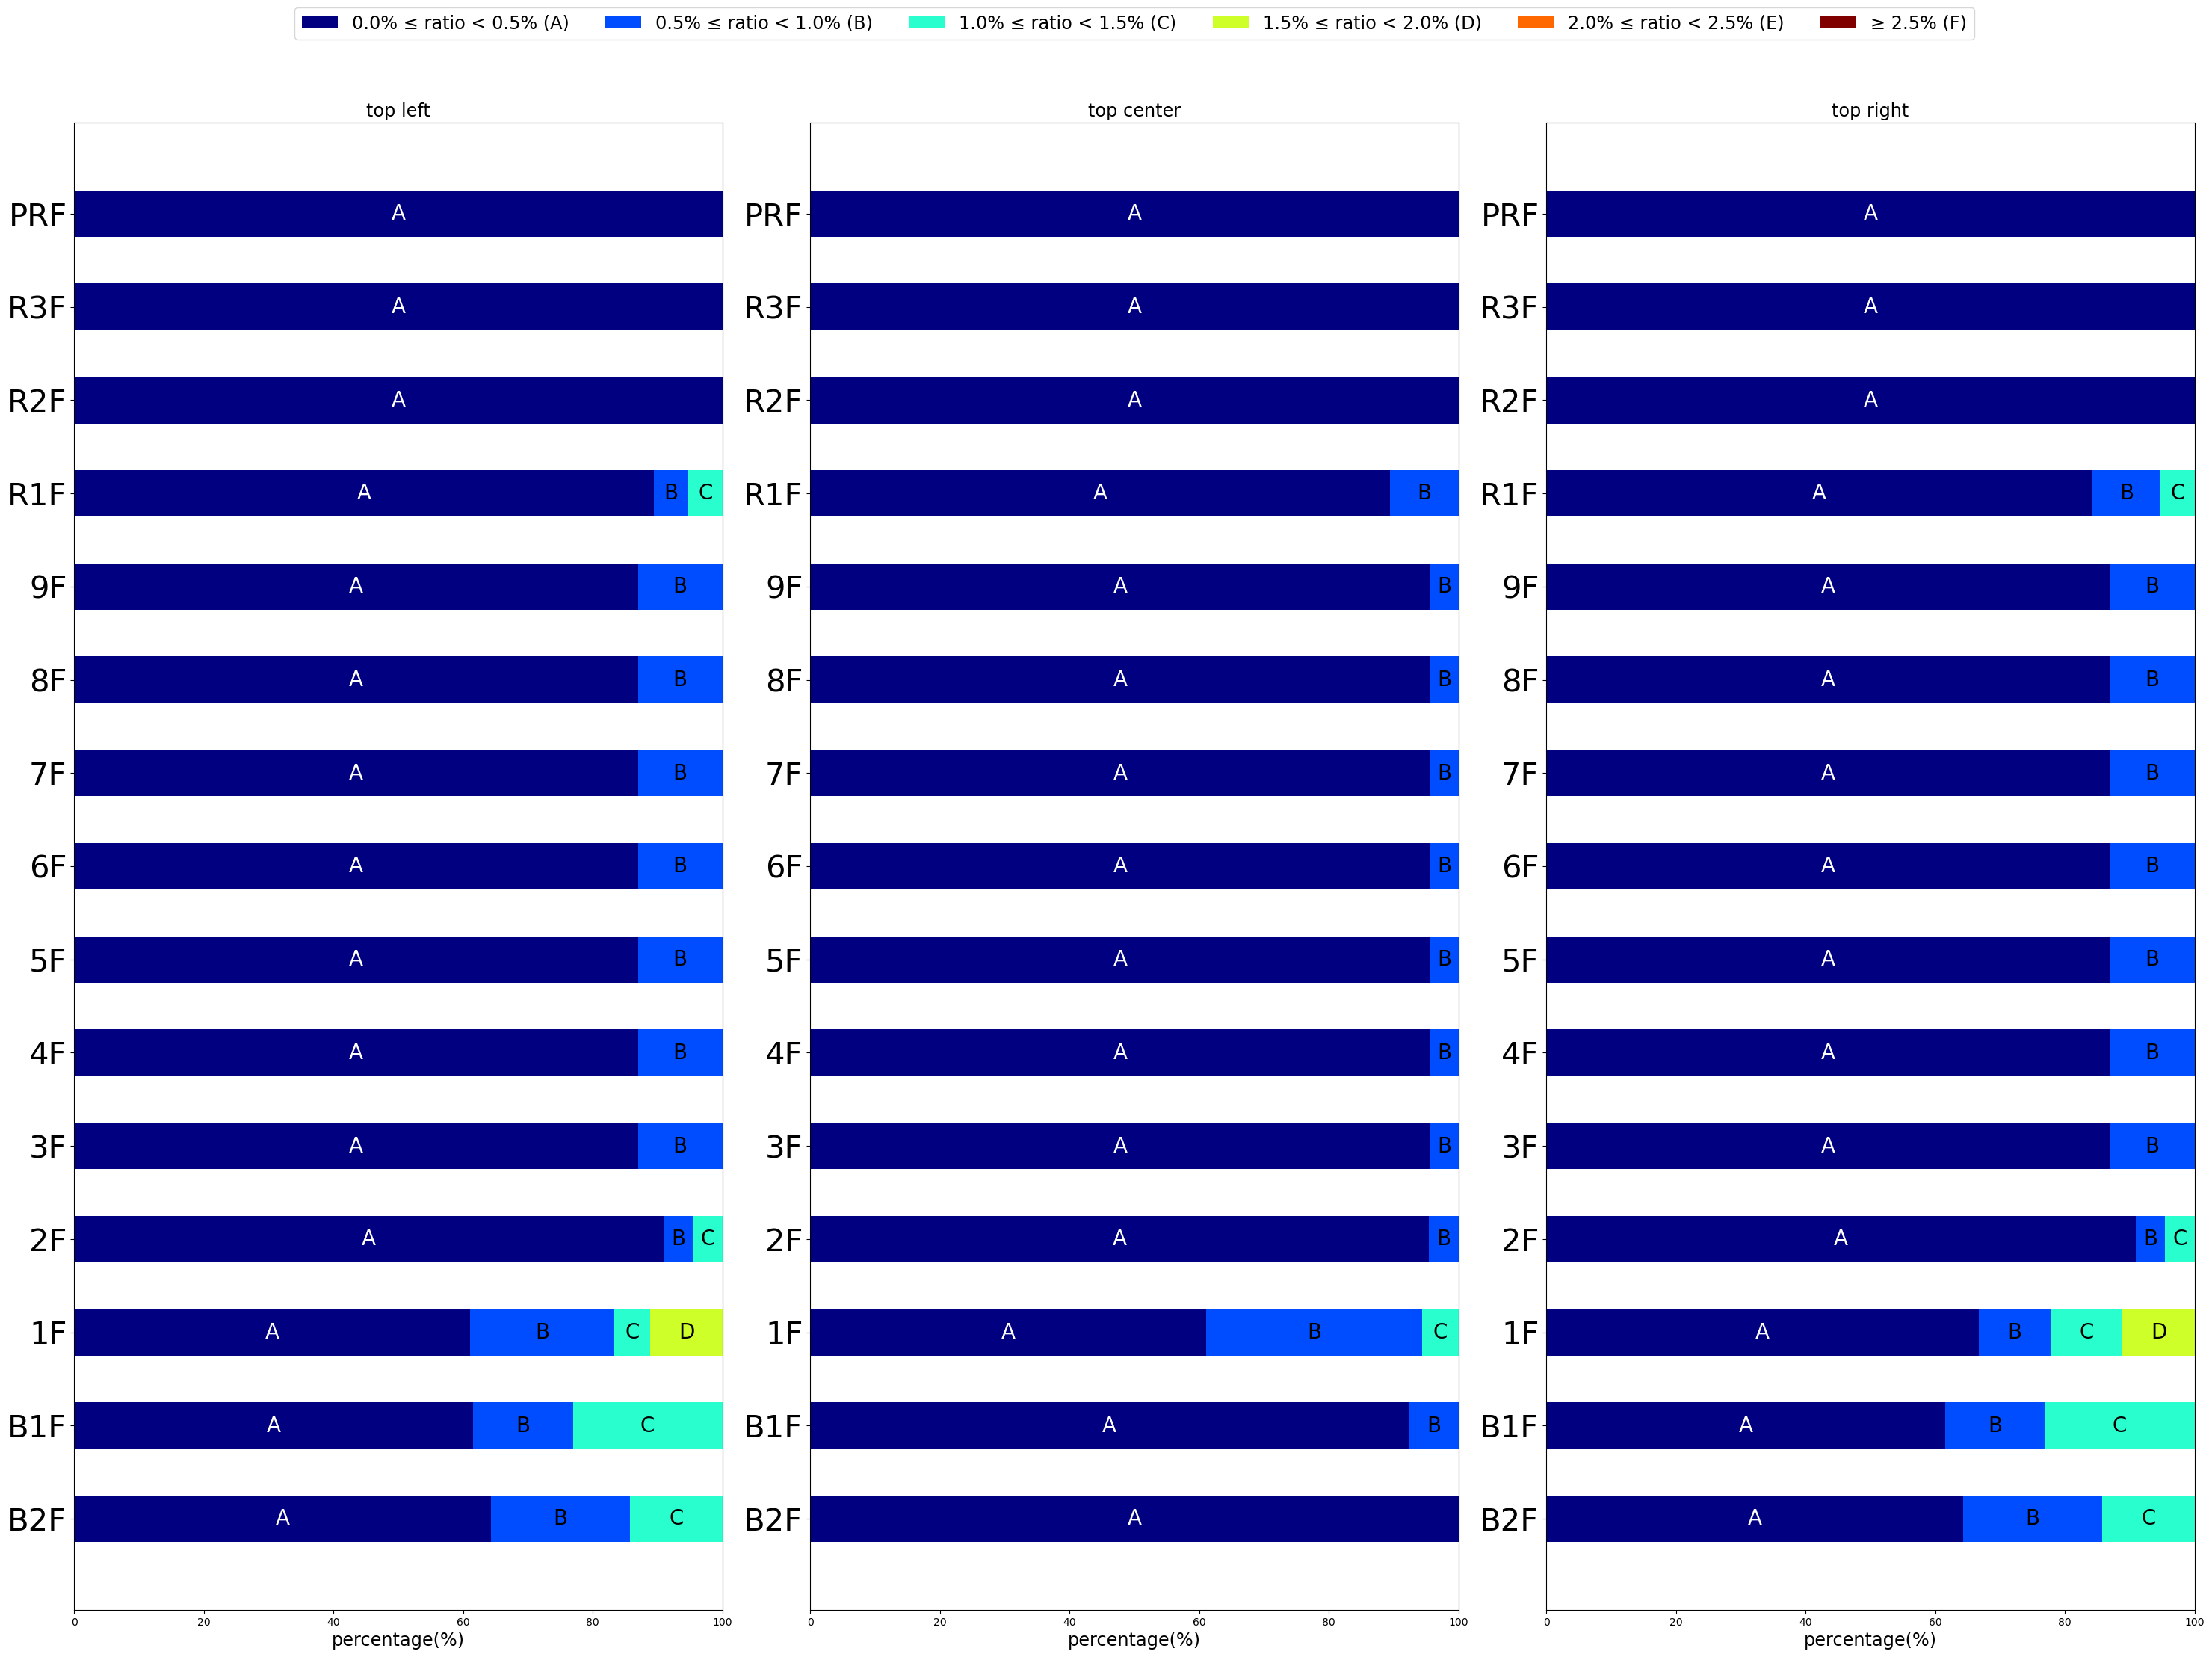 0.0% ≤ ratio < 0.5% (A) 0.5% ≤ ratio < 1.0% (B) 1.0% ≤ ratio < 1.5% (C) 1.5% ≤ ratio < 2.0% (D) 2.0% ≤ ratio < 2.5% (E) ≥ 2.5% (F)
top left
PRF A
R3F A
R2F A
R1F A B C
9F A B
8F A B
7F A B
6F A B
5F A B
4F A B
3F A B
2F A B C
1F A B C D
B1F A B C
B2F A B C
0 20 40 60 80 100
percentage(%)
top center
PRF A
R3F A
R2F A
R1F A B
9F A B
8F A B
7F A B
6F A B
5F A B
4F A B
3F A B
2F A B
1F A B C
B1F A B
B2F A
0 20 40 60 80 100
percentage(%)
top right
PRF A
R3F A
R2F A
R1F A B C
9F A B
8F A B
7F A B
6F A B
5F A B
4F A B
3F A B
2F A B C
1F A B C D
B1F A B C
B2F A B C
0 20 40 60 80 100
percentage(%)